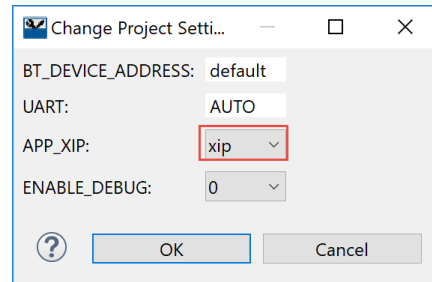 Change Project Setti...
BT_DEVICE_ADDRESS: default
UART: AUTO
APP_XIP: xip
ENABLE_DEBUG: 0
? OK Cancel